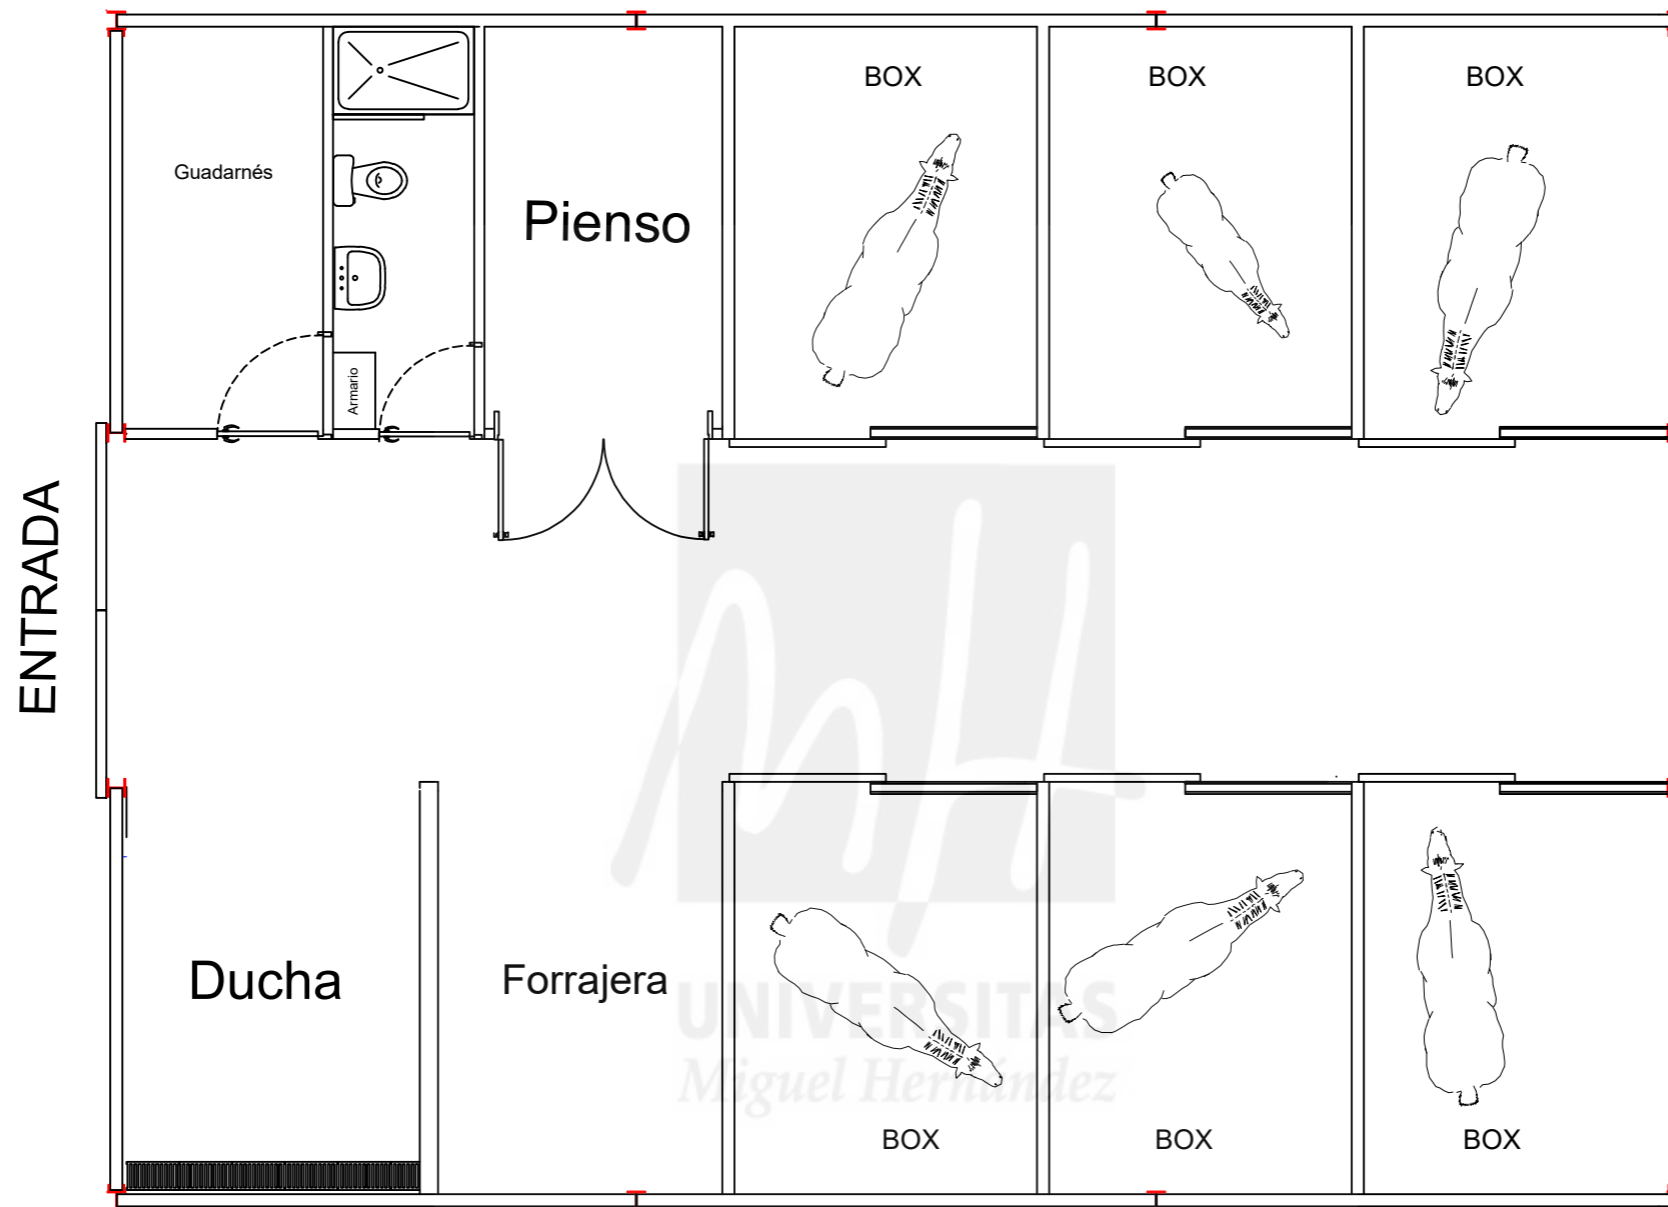 BOX
BOX
BOX
Guadarnés
Pienso
Armario
ENTRADA
Ducha
Forrajera
UNIVERSITAS
Miguel Hernández
BOX
BOX
BOX